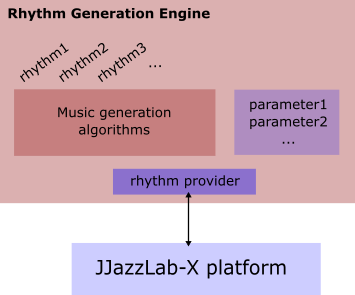 Rhythm Generation Engine
rhythm1
rhythm2
rhythm3
...
Music generation
algorithms
parameter1
parameter2
...
rhythm provider
JJazzLab-X platform